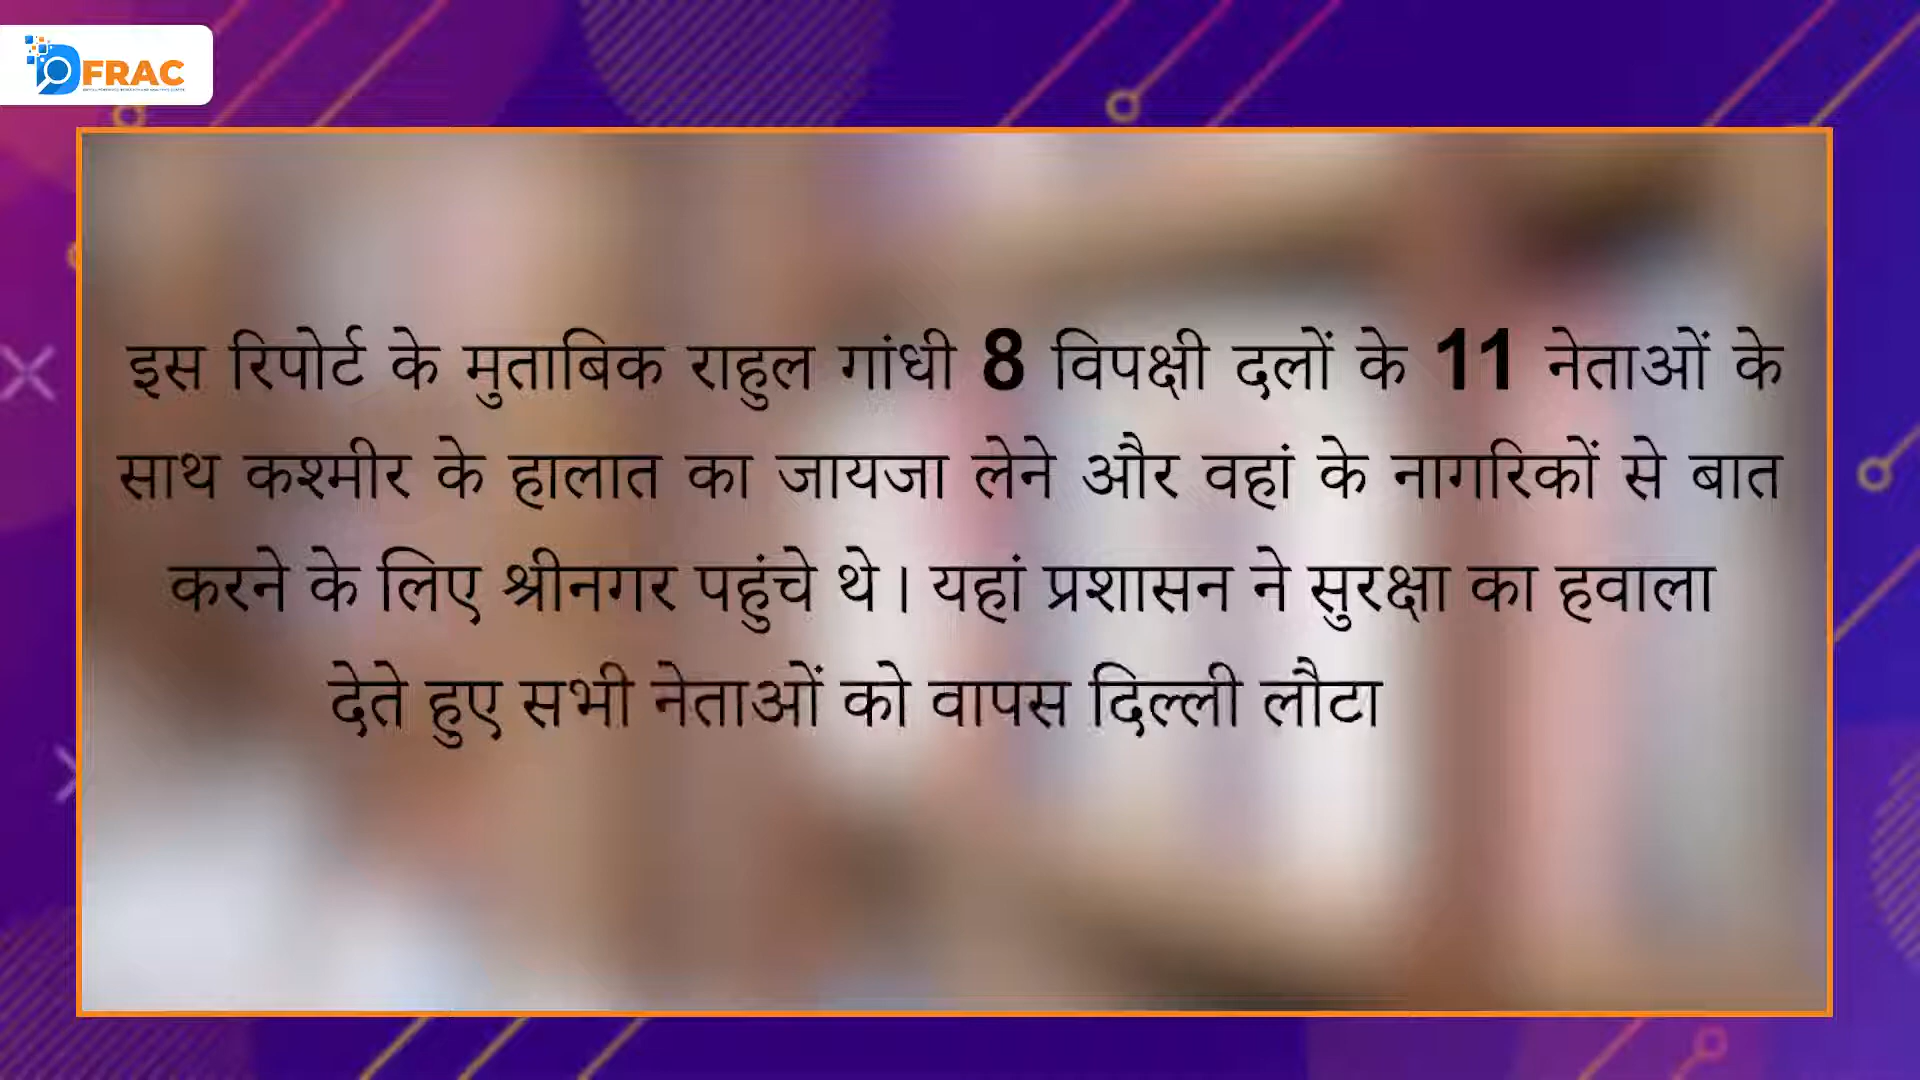 DFRAC
इस रिपोर्ट के मुताबिक राहुल गांधी 8 विपक्षी दलों के 11 नेताओं के
साथ कश्मीर के हालात का जायजा लेने और वहां के नागरिकों से बात
करने के लिए श्रीनगर पहुंचे थे। यहां प्रशासन ने सुरक्षा का हवाला
देते हुए सभी नेताओं को वापस दिल्ली लौटा